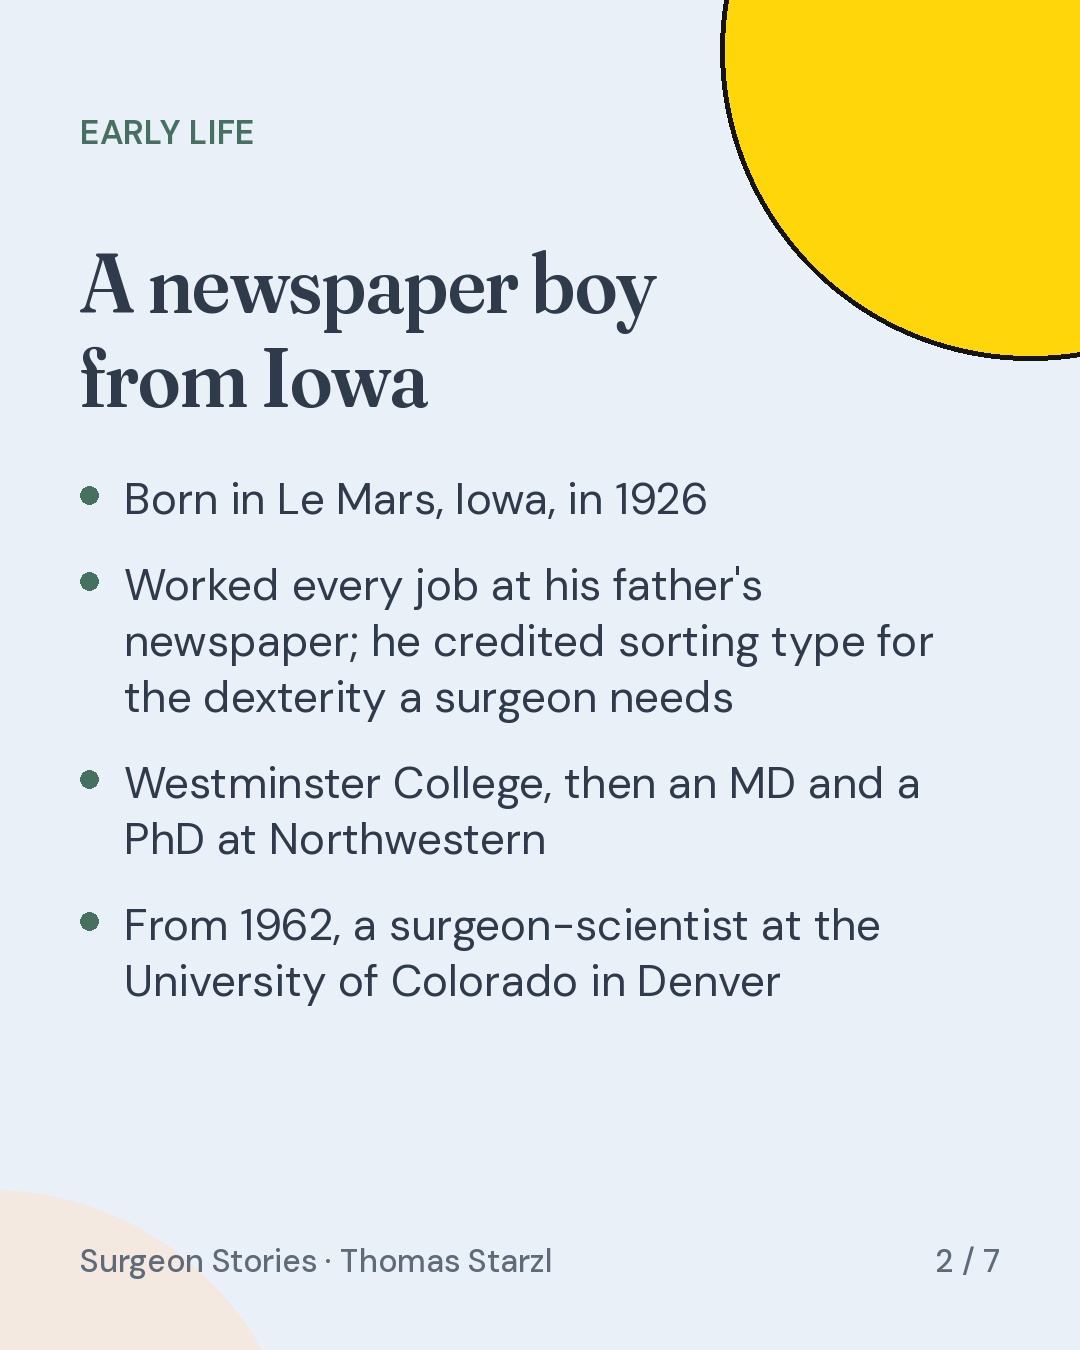 EARLY LIFE
A newspaper boy
from Iowa
Born in Le Mars, Iowa, in 1926
Worked every job at his father's
newspaper; he credited sorting type for
the dexterity a surgeon needs
Westminster College, then an MD and a
PhD at Northwestern
From 1962, a surgeon-scientist at the
University of Colorado in Denver
Surgeon Stories · Thomas Starzl
2 / 7